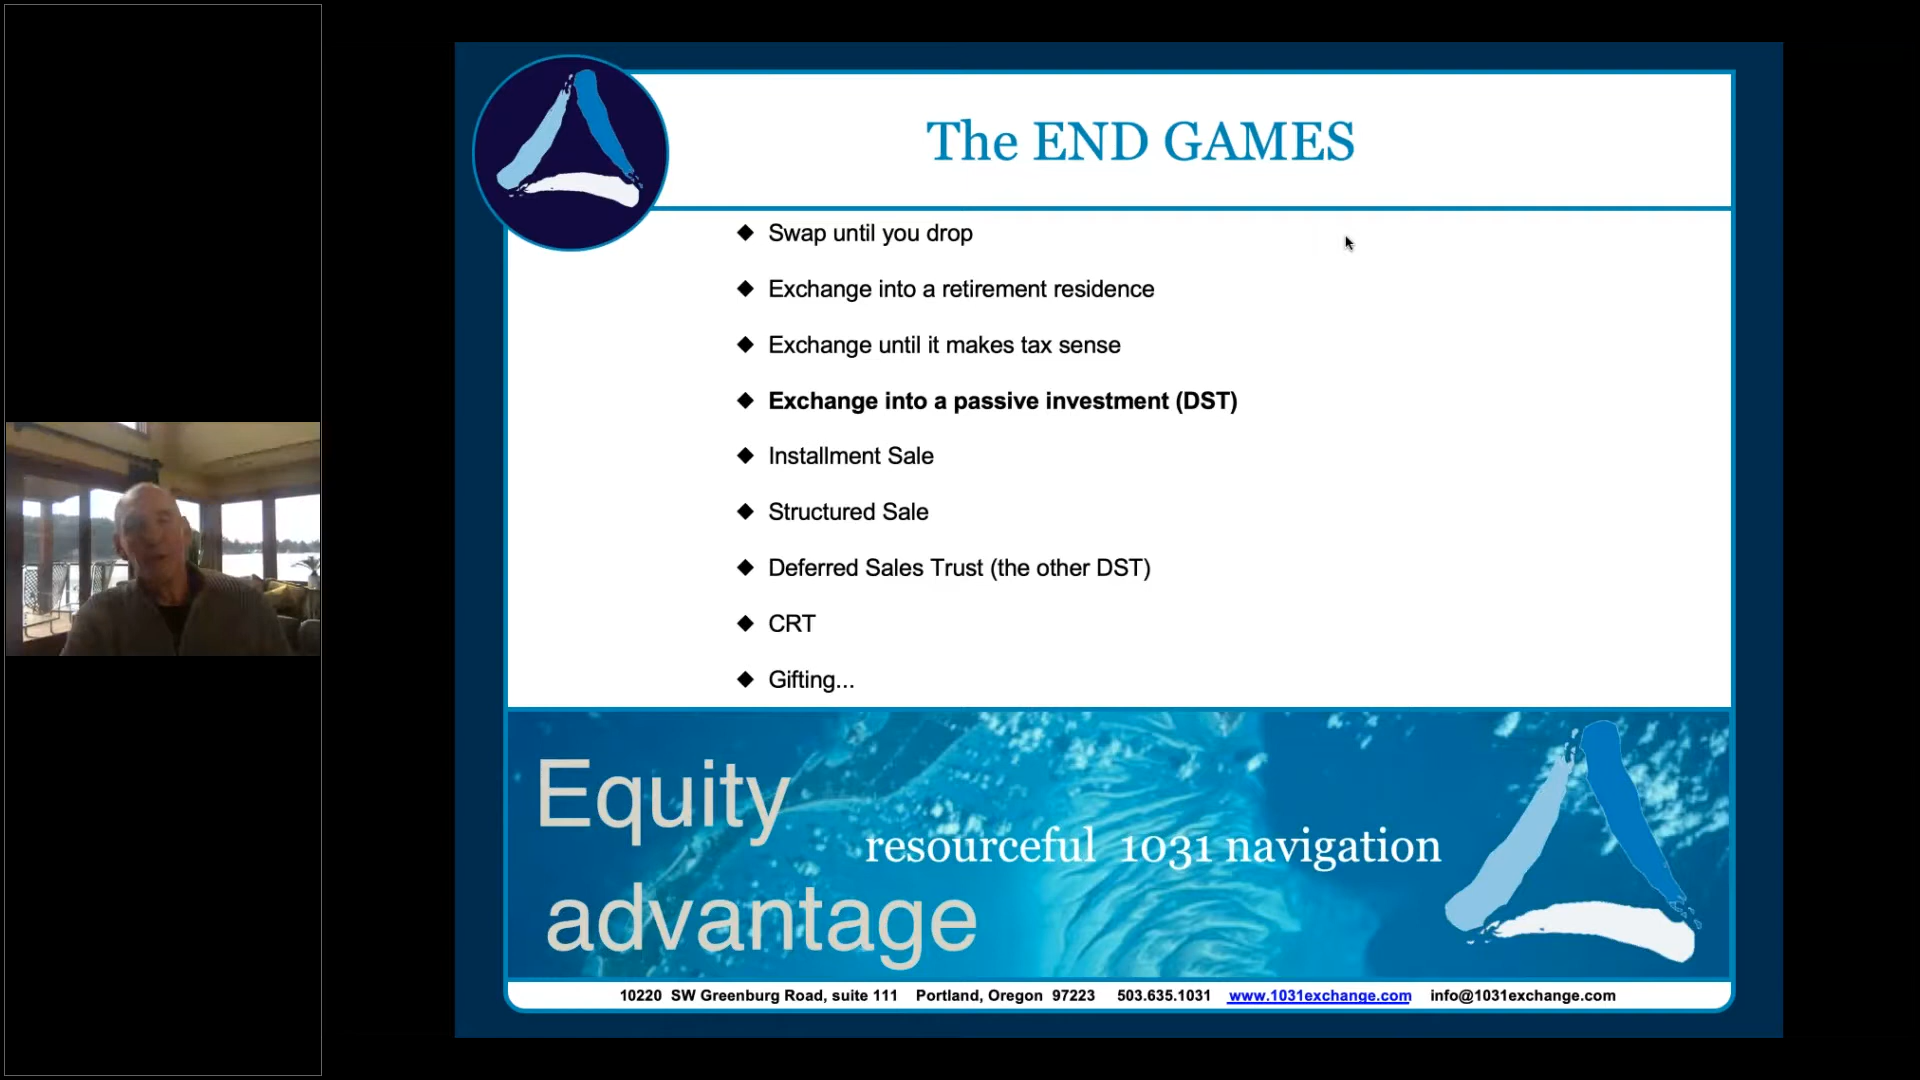 The END GAMES
◆ Swap until you drop
◆ Exchange into a retirement residence
◆ Exchange until it makes tax sense
◆ Exchange into a passive investment (DST)
◆ Installment Sale
◆ Structured Sale
◆ Deferred Sales Trust (the other DST)
◆ CRT
◆ Gifting...
Equity
resourceful 1031 navigation
advantage
10220 SW Greenburg Road, suite 111 Portland, Oregon 97223 503.635.1031 www.1031exchange.com info@1031exchange.com